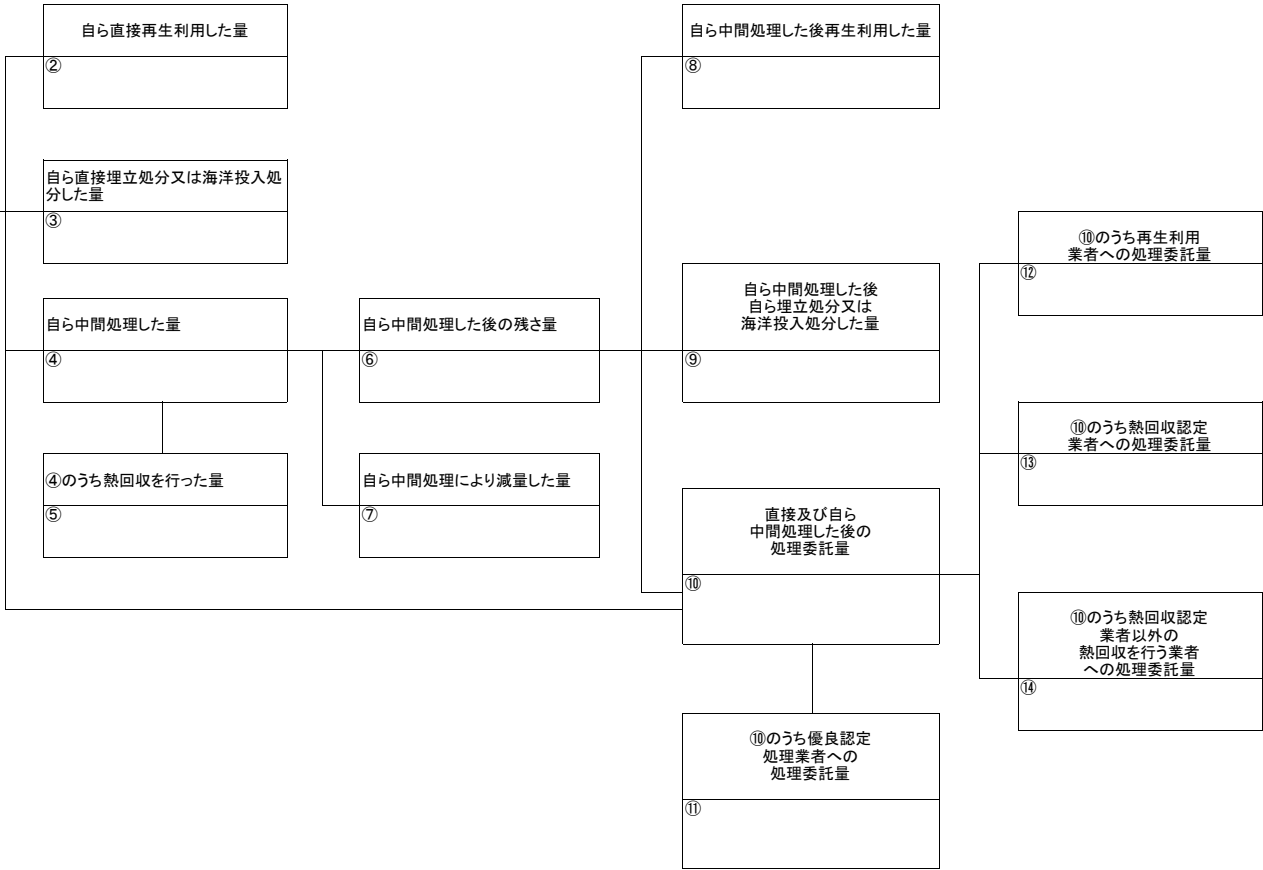 自ら直接再生利用した量
②
自ら直接埋立処分又は海洋投入処
分した量
③
自ら中間処理した量
④
④のうち熱回収を行った量
⑤
自ら中間処理した後の残さ量
⑥
自ら中間処理により減量した量
⑦
自ら中間処理した後再生利用した量
⑧
自ら中間処理した後
自ら埋立処分又は
海洋投入処分した量
⑨
直接及び自ら
中間処理した後の
処理委託量
⑩
⑩のうち優良認定
処理業者への
処理委託量
⑪
⑩のうち再生利用
業者への処理委託量
⑫
⑩のうち熱回収認定
業者への処理委託量
⑬
⑩のうち熱回収認定
業者以外の
熱回収を行う業者
への処理委託量
⑭